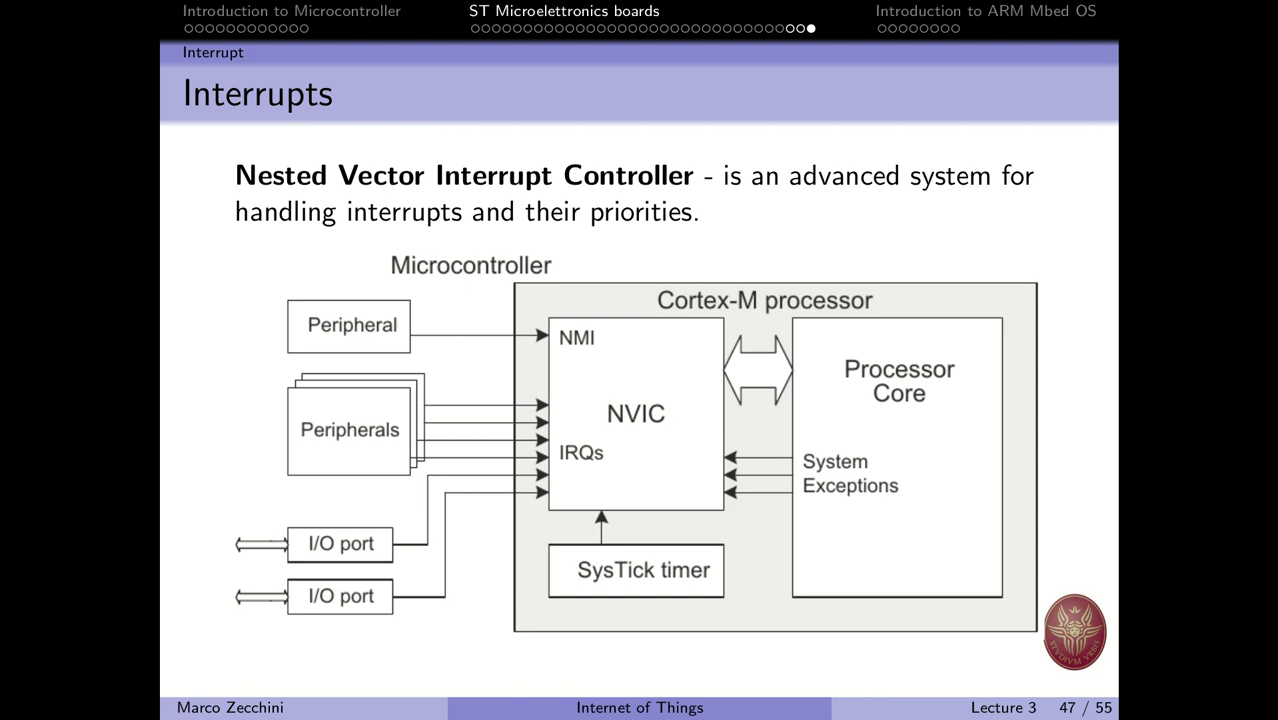 Introduction to Microcontroller
ST Microelettronics boards
Introduction to ARM Mbed OS
Interrupt
Interrupts
Nested Vector Interrupt Controller - is an advanced system for
handling interrupts and their priorities.
Microcontroller
Cortex-M processor
Peripheral
NMI
Processor
Core
NVIC
Peripherals
IRQs
System
Exceptions
I/O port
SysTick timer
I/O port
STVDIVM VRBIS
Marco Zecchini
Internet of Things
Lecture 3
47 / 55